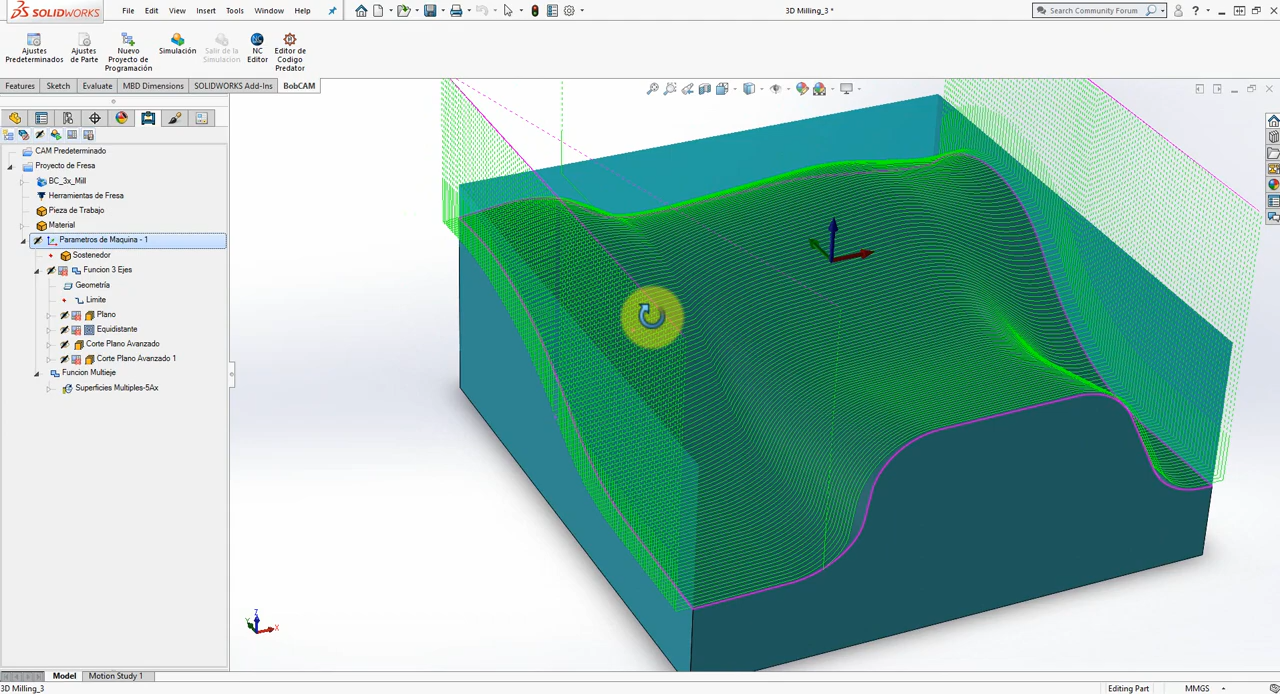 SOLIDWORKS File Edit View Insert Tools Window Help 3D Milling_3 * Search Community Forum
Ajustes Predeterminados
Ajustes de Parte
Nuevo Proyecto de Programación
Simulación
Salir de la Simulacion
NC Editor
Editor de Codigo Predator
Features Sketch Evaluate MBD Dimensions SOLIDWORKS Add-Ins BobCAM
CAM Predeterminado
Proyecto de Fresa
BC_3x_Mill
Herramientas de Fresa
Pieza de Trabajo
Material
Parametros de Maquina - 1
Sostenedor
Funcion 3 Ejes
Geometría
Limite
Plano
Equidistante
Corte Plano Avanzado
Corte Plano Avanzado 1
Funcion Multieje
Superficies Multiples-5Ax
Z
Y
X
Model Motion Study 1
3D Milling_3 Editing Part MMGS